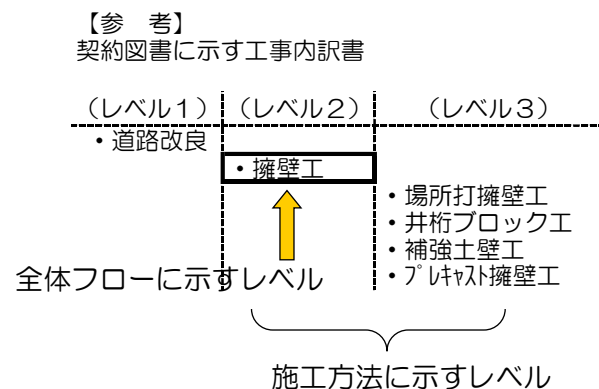 【参　考】
契約図書に示す工事内訳書
（レベル１）　（レベル２）　（レベル３）
・道路改良
・擁壁工
・場所打擁壁工
・井桁ブロック工
・補強土壁工
・ﾌﾟﾚｷｬｽﾄ擁壁工
全体フローに示すレベル
施工方法に示すレベル